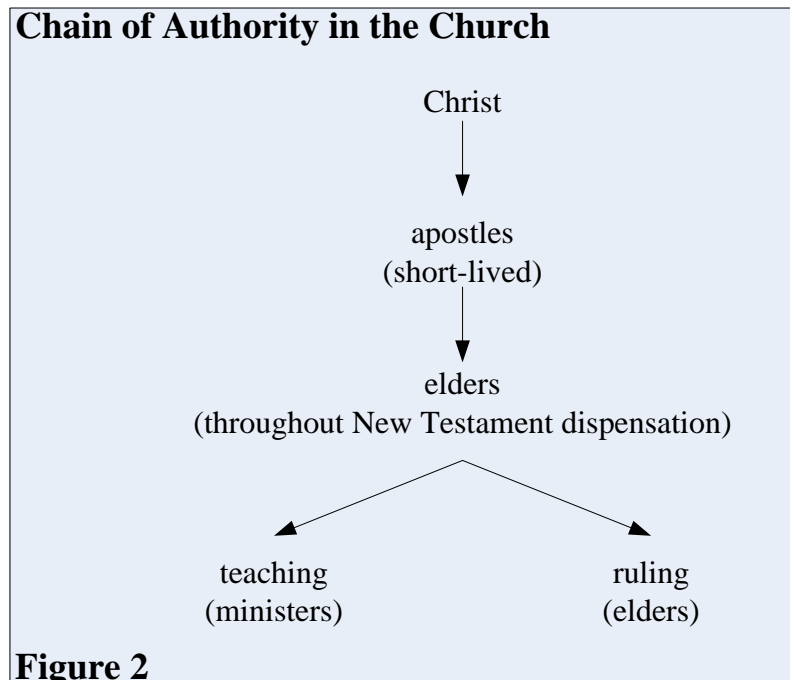 Chain of Authority in the Church
Christ
apostles
(short-lived)
elders
(throughout New Testament dispensation)
teaching
(ministers)
ruling
(elders)
Figure 2